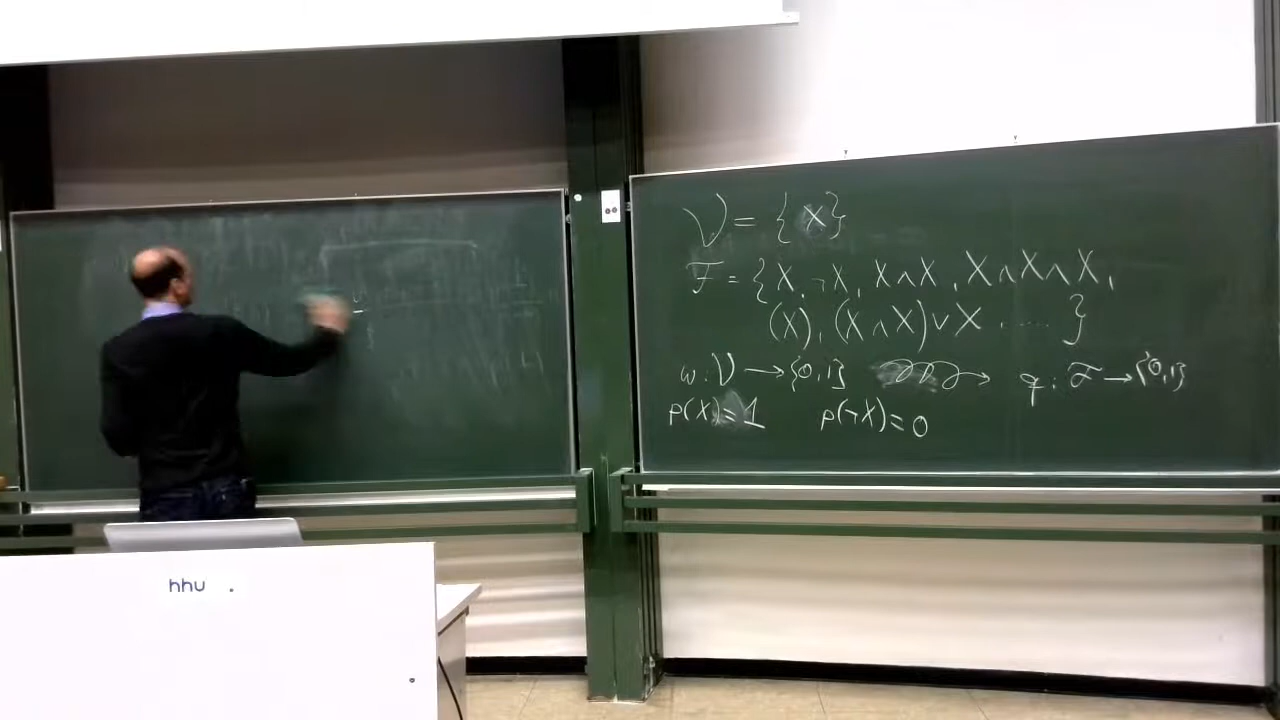 V = { X }
F = { X, ¬X, X∧X, X∧X∧X,
(X), (X∧X)∨X, .... }
w: V → {0,1} φ: F → {0,1}
p(X) = 1 p(¬X) = 0
hhu.